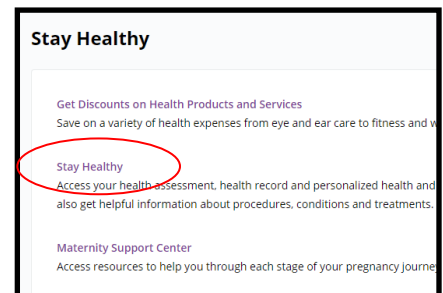 Stay Healthy
Get Discounts on Health Products and Services
Save on a variety of health expenses from eye and ear care to fitness and
Stay Healthy
Access your health assessment, health record and personalized health and
also get helpful information about procedures, conditions and treatments.
Maternity Support Center
Access resources to help you through each stage of your pregnancy